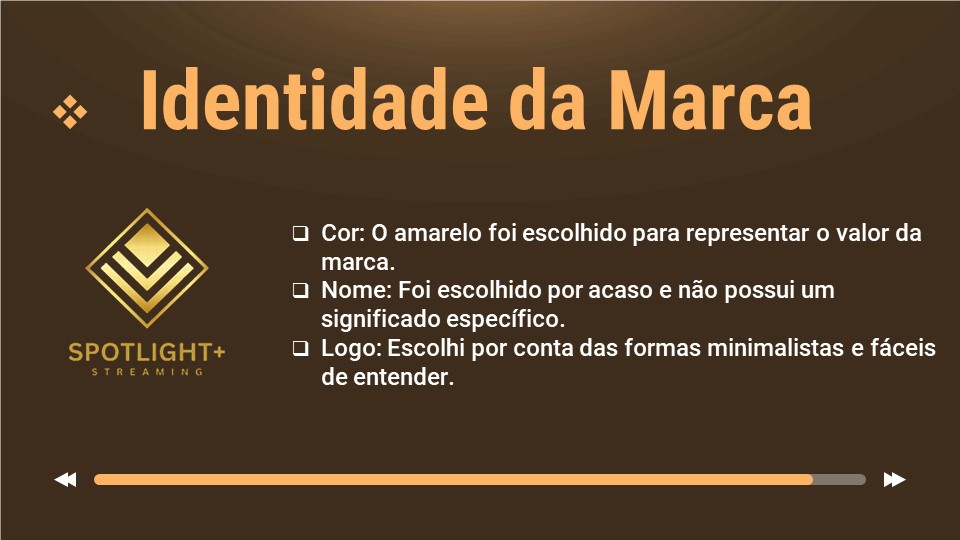 Identidade da Marca
Cor: O amarelo foi escolhido para representar o valor da
marca.
Nome: Foi escolhido por acaso e não possui um
significado específico.
Logo: Escolhi por conta das formas minimalistas e fáceis
de entender.
SPOTLIGHT+
STREAMING